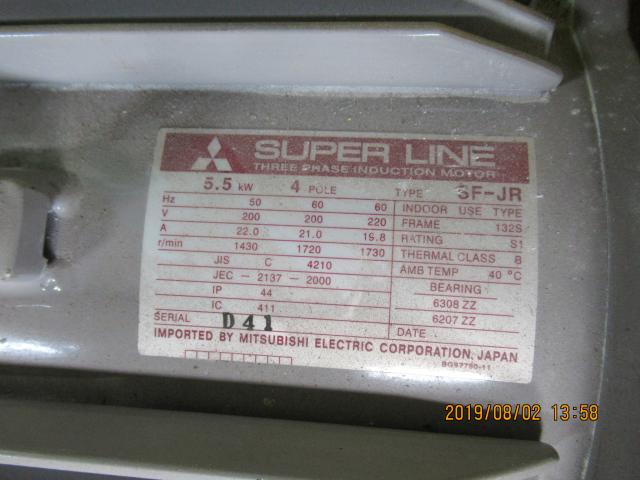 SUPER LINE
THREE PHASE INDUCTION MOTOR
5.5 kW 4 POLE TYPE SF-JR
Hz 50 60 60 INDOOR USE TYPE
V 200 200 220 FRAME 132S
A 22.0 21.0 19.8 RATING S1
r/min 1430 1720 1730 THERMAL CLASS B
JIS C 4210 AMB TEMP 40 °C
JEC-2137-2000 BEARING
IP 44 6308 ZZ
IC 411 6207 ZZ
SERIAL D41 DATE
IMPORTED BY MITSUBISHI ELECTRIC CORPORATION, JAPAN
2019/08/02 13:58